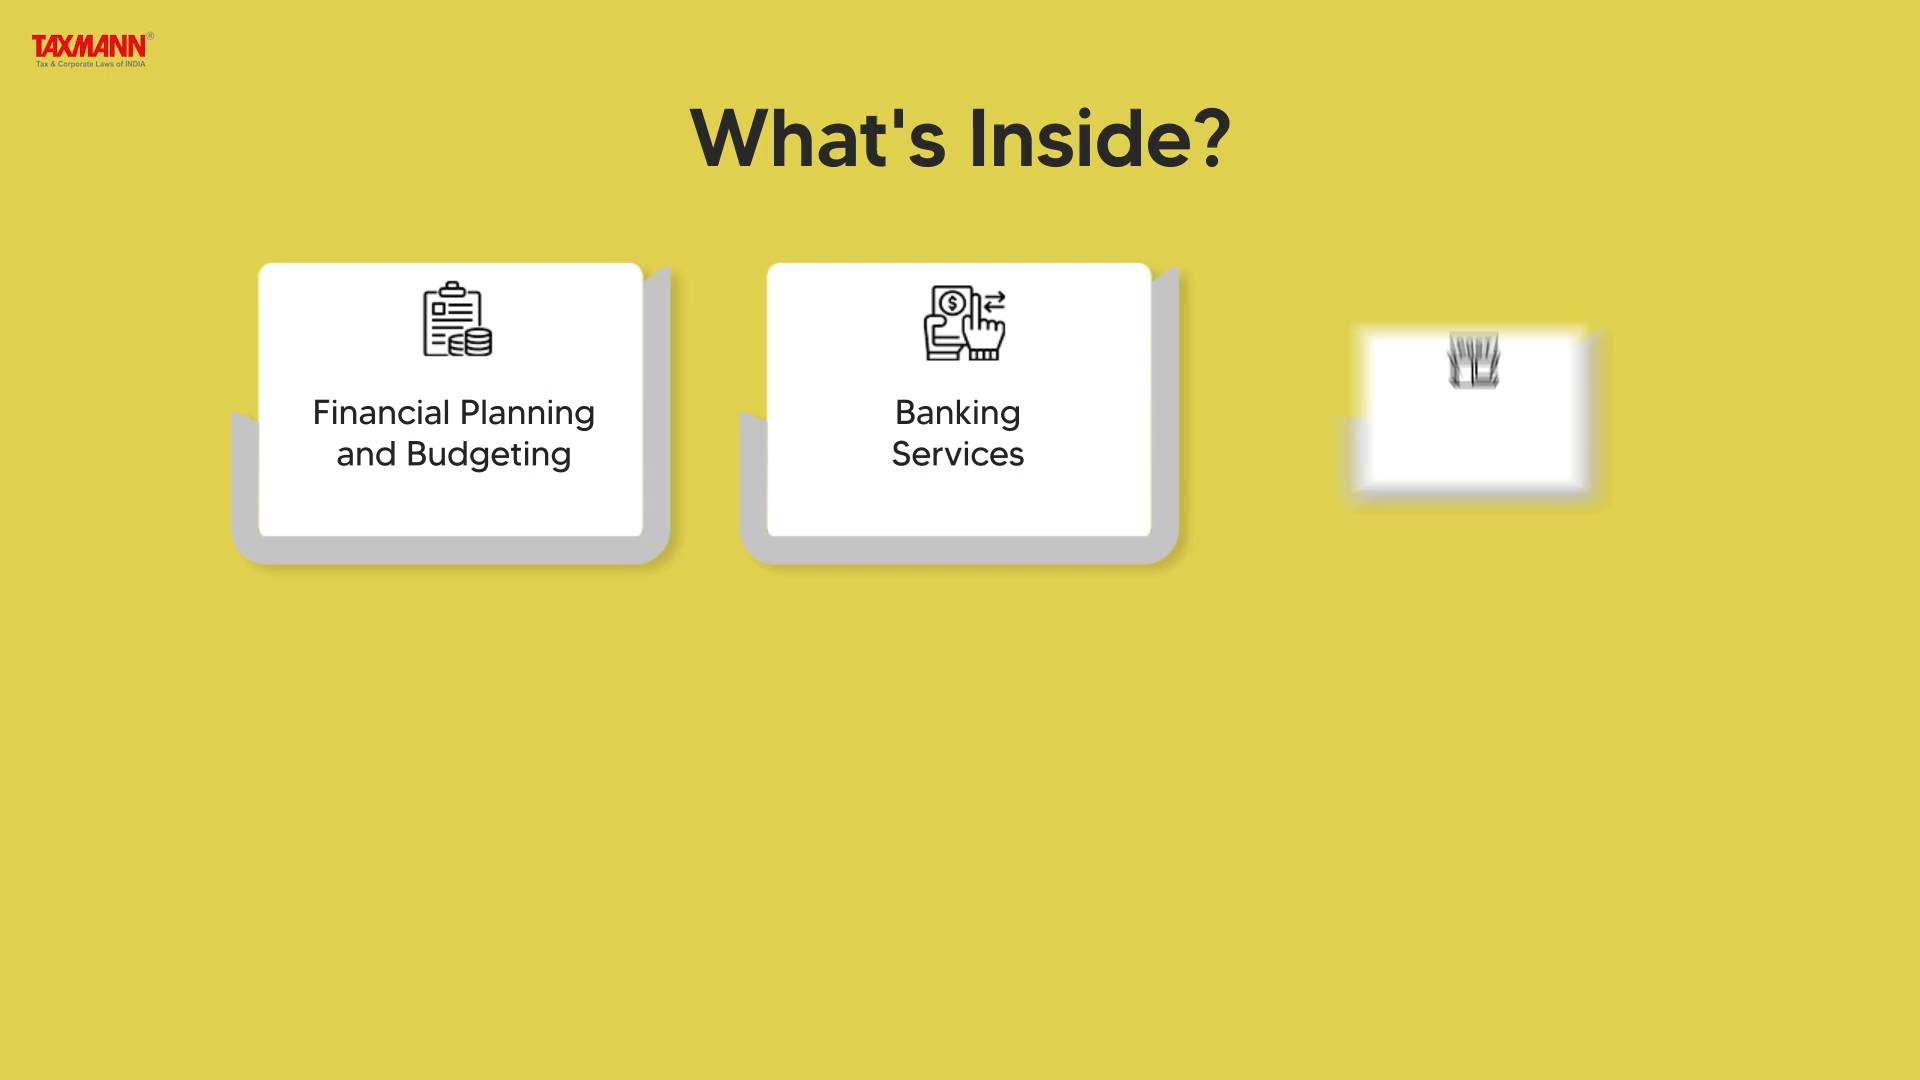 TAXMANN®
Tax & Corporate Laws of INDIA
What's Inside?
Financial Planning
and Budgeting
Banking
Services